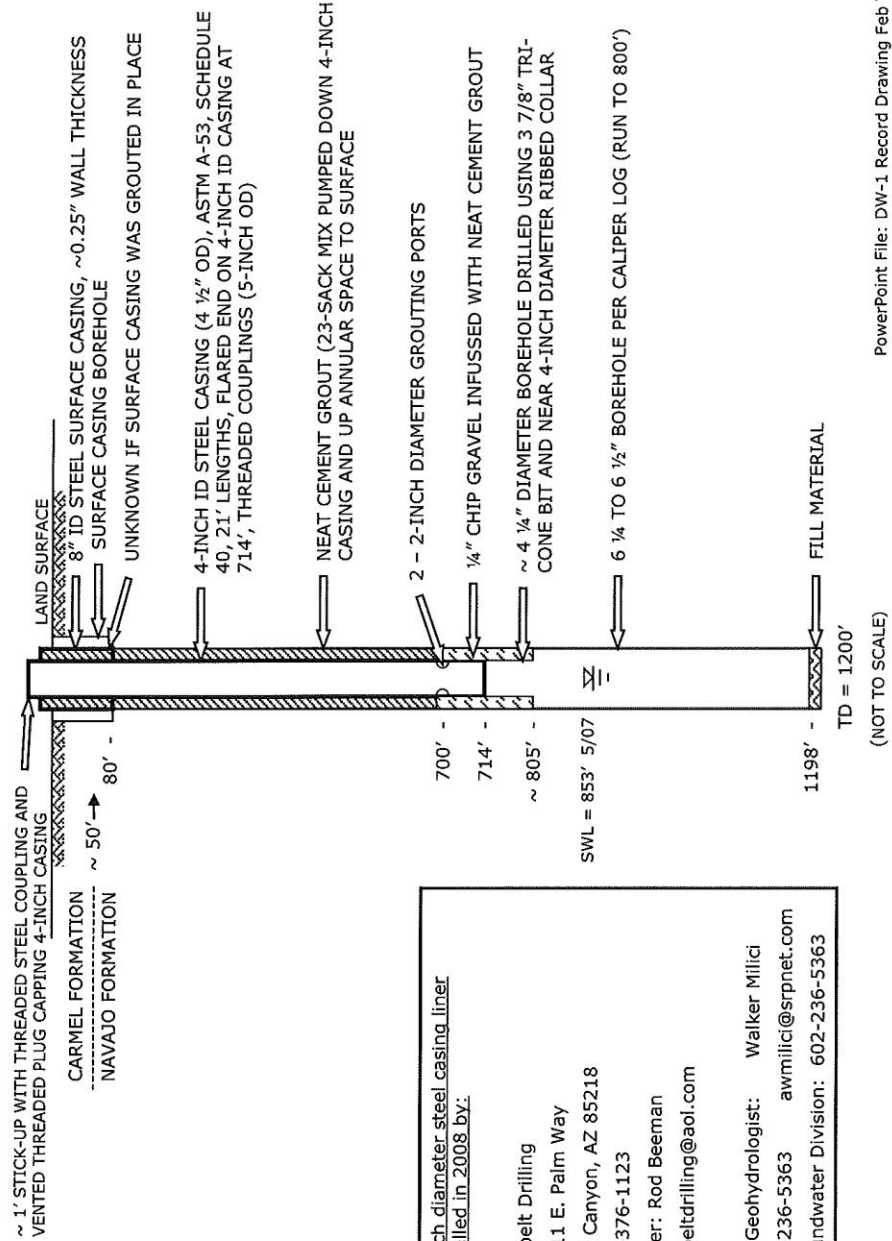 ~ 1' STICK-UP WITH THREADED STEEL COUPLING AND
VENTED THREADED PLUG CAPPING 4-INCH CASING
LAND SURFACE
8" ID STEEL SURFACE CASING, ~0.25" WALL THICKNESS
SURFACE CASING BOREHOLE
UNKNOWN IF SURFACE CASING WAS GROUTED IN PLACE
CARMEL FORMATION
~ 50'
NAVAJO FORMATION
80' -
4-INCH ID STEEL CASING (4 ½" OD), ASTM A-53, SCHEDULE
40, 21' LENGTHS, FLARED END ON 4-INCH ID CASING AT
714', THREADED COUPLINGS (5-INCH OD)
NEAT CEMENT GROUT (23-SACK MIX PUMPED DOWN 4-INCH
CASING AND UP ANNULAR SPACE TO SURFACE
2 – 2-INCH DIAMETER GROUTING PORTS
700' -
714' -
¼" CHIP GRAVEL INFUSSED WITH NEAT CEMENT GROUT
~ 805' -
~ 4 ¼" DIAMETER BOREHOLE DRILLED USING 3 7/8" TRI-
CONE BIT AND NEAR 4-INCH DIAMETER RIBBED COLLAR
SWL = 853' 5/07
6 ¼ TO 6 ½" BOREHOLE PER CALIPER LOG (RUN TO 800')
1198' -
FILL MATERIAL
TD = 1200'
(NOT TO SCALE)
ch diameter steel casing liner
lled in 2008 by:
elt Drilling
11 E. Palm Way
Canyon, AZ 85218
376-1123
er: Rod Beeman
eltdrilling@aol.com
Geohydrologist: Walker Milici
236-5363 awmilici@srpnet.com
ndwater Division: 602-236-5363
PowerPoint File: DW-1 Record Drawing Feb